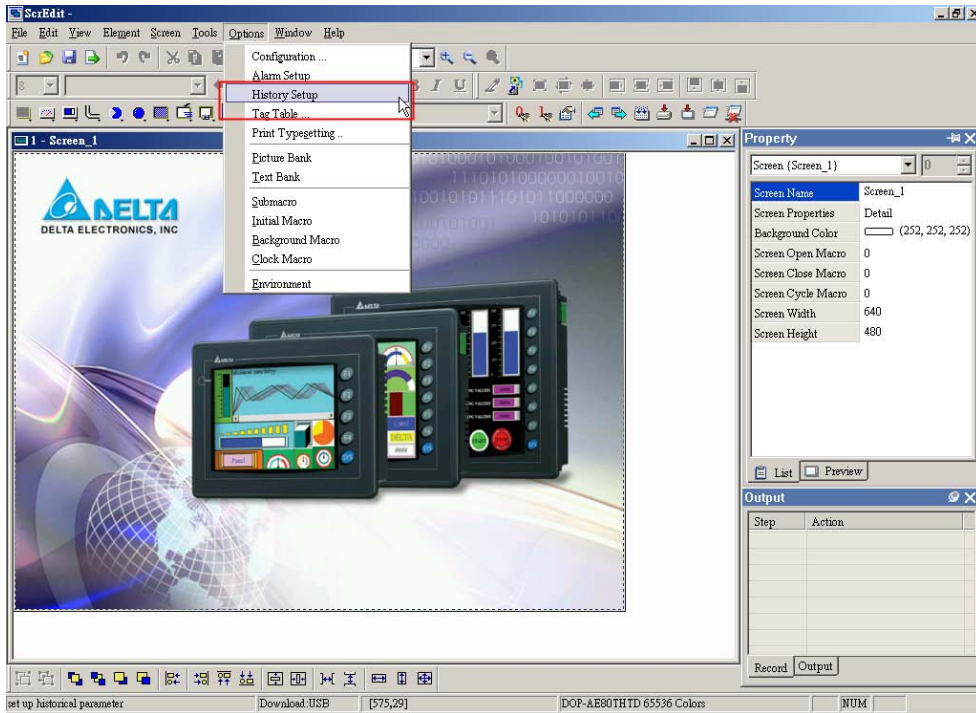 ScrEdit -
File Edit View Element Screen Tools Options Window Help
Configuration ...
Alarm Setup
History Setup
Tag Table ...
Print Typesetting ..
Picture Bank
Text Bank
Submacro
Initial Macro
Background Macro
Clock Macro
Environment
8
B I U
1 - Screen_1
DELTA
DELTA ELECTRONICS, INC
Property
Screen {Screen_1} 0
Screen Name Screen_1
Screen Properties Detail
Background Color (252, 252, 252)
Screen Open Macro 0
Screen Close Macro 0
Screen Cycle Macro 0
Screen Width 640
Screen Height 480
List Preview
Output
Step Action
Record Output
set up historical parameter Download:USB [575,29] DOP-AE80THTD 65536 Colors NUM